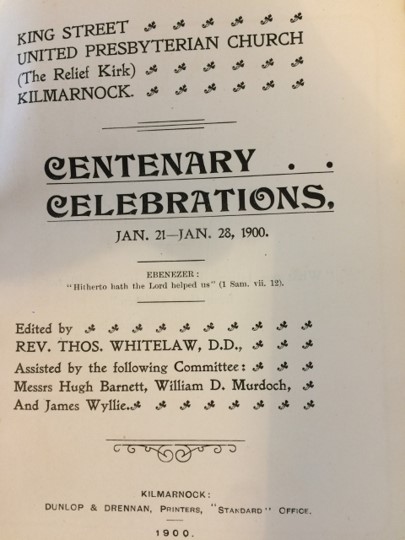 KING STREET
UNITED PRESBYTERIAN CHURCH
(The Relief Kirk)
KILMARNOCK.
CENTENARY . .
CELEBRATIONS.
JAN. 21—JAN. 28, 1900.
EBENEZER:
"Hitherto hath the Lord helped us" (1 Sam. vii. 12).
Edited by
REV. THOS. WHITELAW, D.D.,
Assisted by the following Committee:
Messrs Hugh Barnett, William D. Murdoch,
And James Wyllie.
KILMARNOCK:
DUNLOP & DRENNAN, PRINTERS, "STANDARD" OFFICE.
1900.